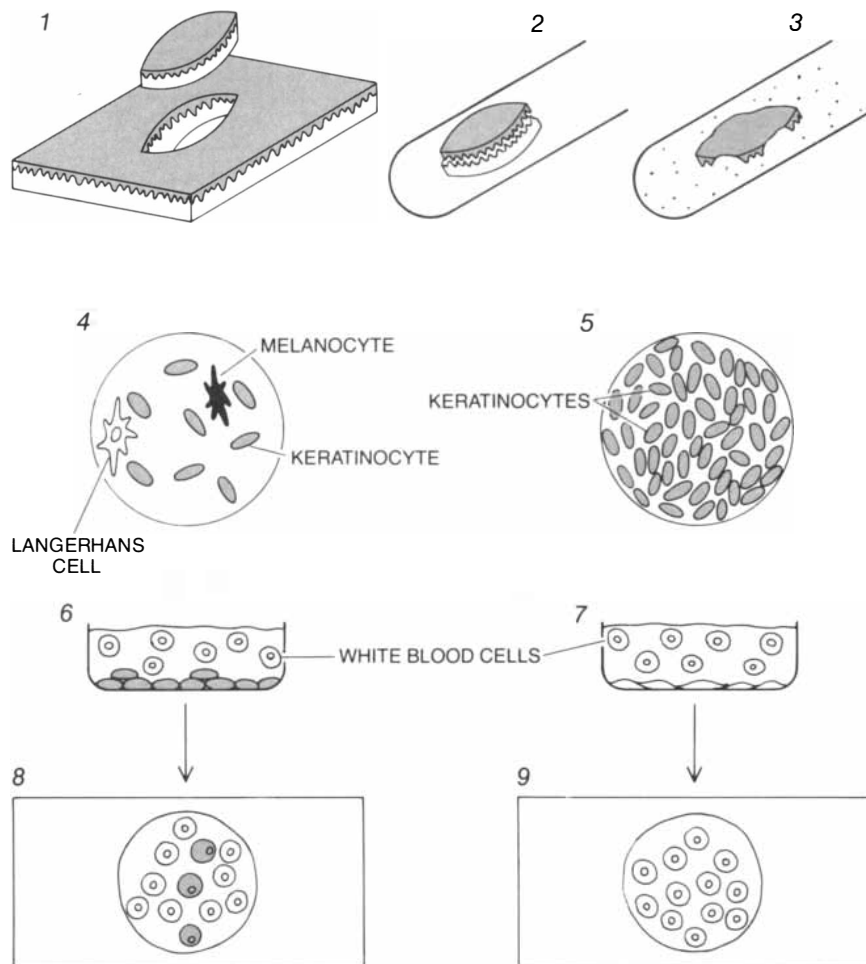 1
2
3
4
MELANOCYTE
KERATINOCYTE
LANGERHANS
CELL
5
KERATINOCYTES
6
7
WHITE BLOOD CELLS
8
9